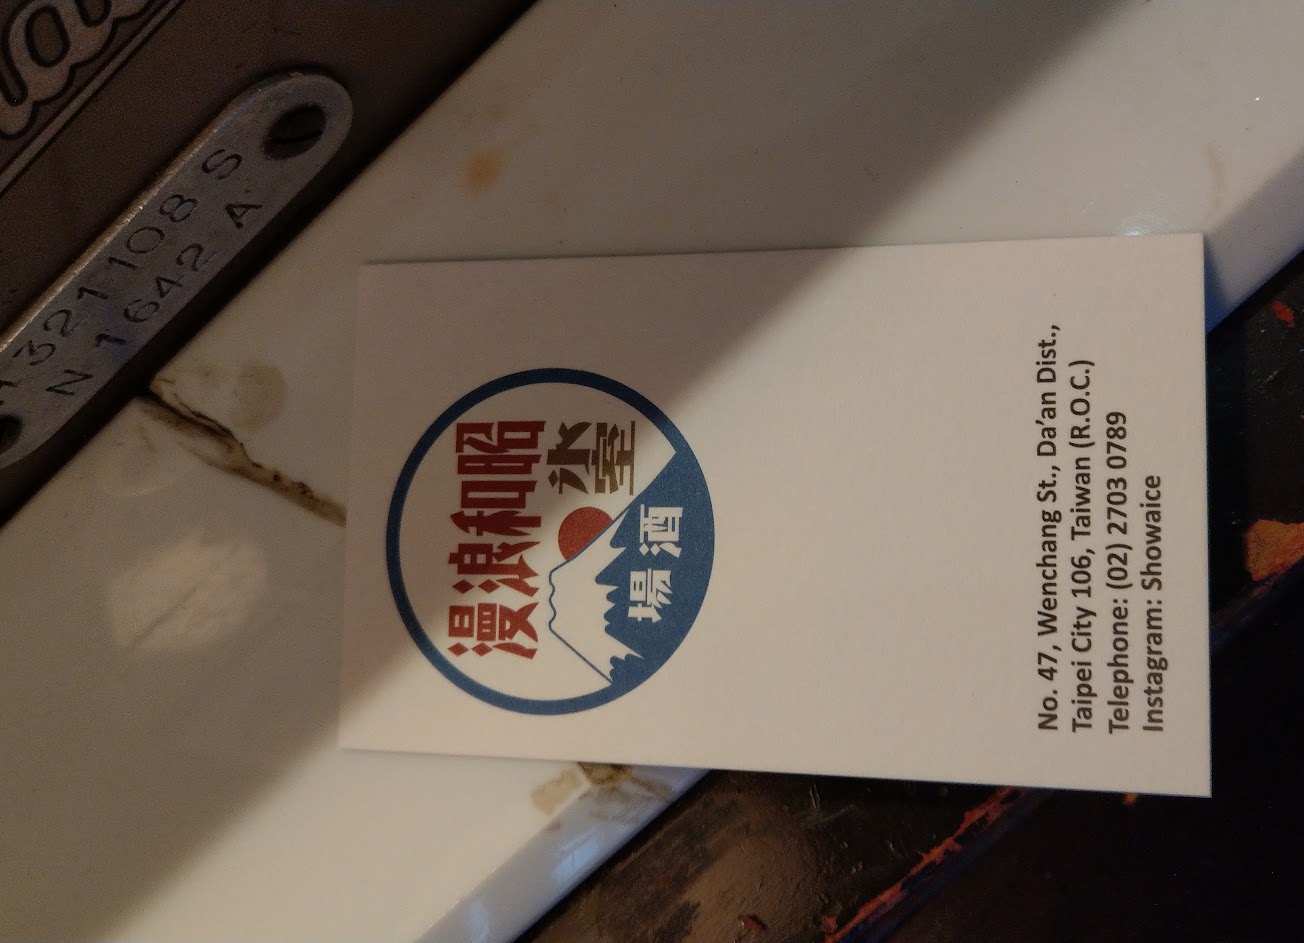 昭和浪漫
冰室
酒場
No. 47, Wenchang St., Da'an Dist.,
Taipei City 106, Taiwan (R.O.C.)
Telephone: (02) 2703 0789
Instagram: Showaice
321108 S
N 1642 A